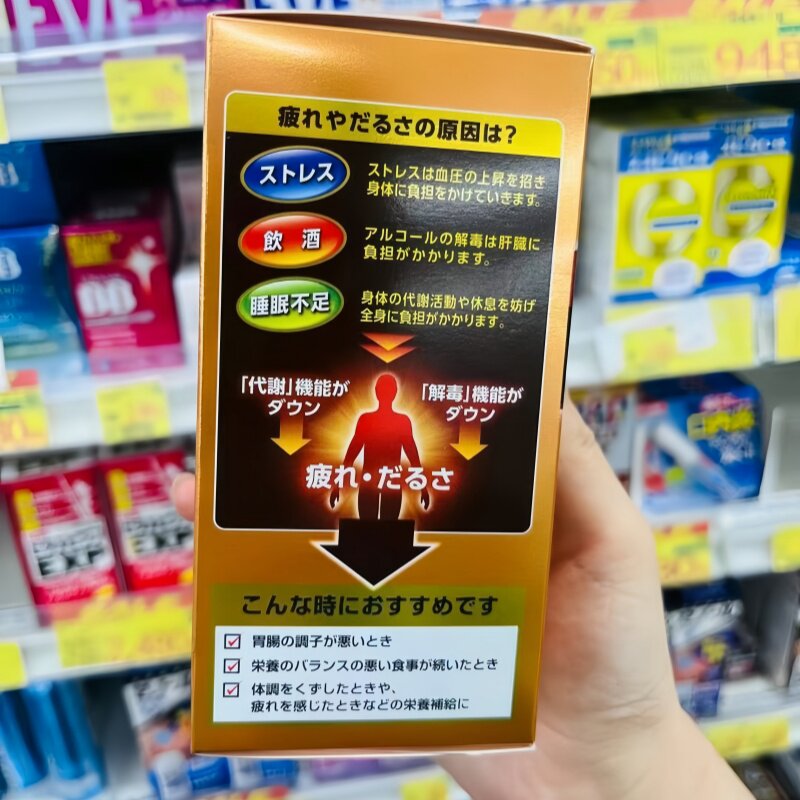 疲れやだるさの原因は?
ストレス
ストレスは血圧の上昇を招き
身体に負担をかけていきます。
飲酒
アルコールの解毒は肝臓に
負担がかかります。
睡眠不足
身体の代謝活動や休息を妨げ
全身に負担がかかります。
「代謝」機能が
ダウン
「解毒」機能が
ダウン
疲れ・だるさ
こんな時におすすめです
胃腸の調子が悪いとき
栄養のバランスの悪い食事が続いたとき
体調をくずしたときや、
疲れを感じたときなどの栄養補給に
EVE
948
EXP
EXP